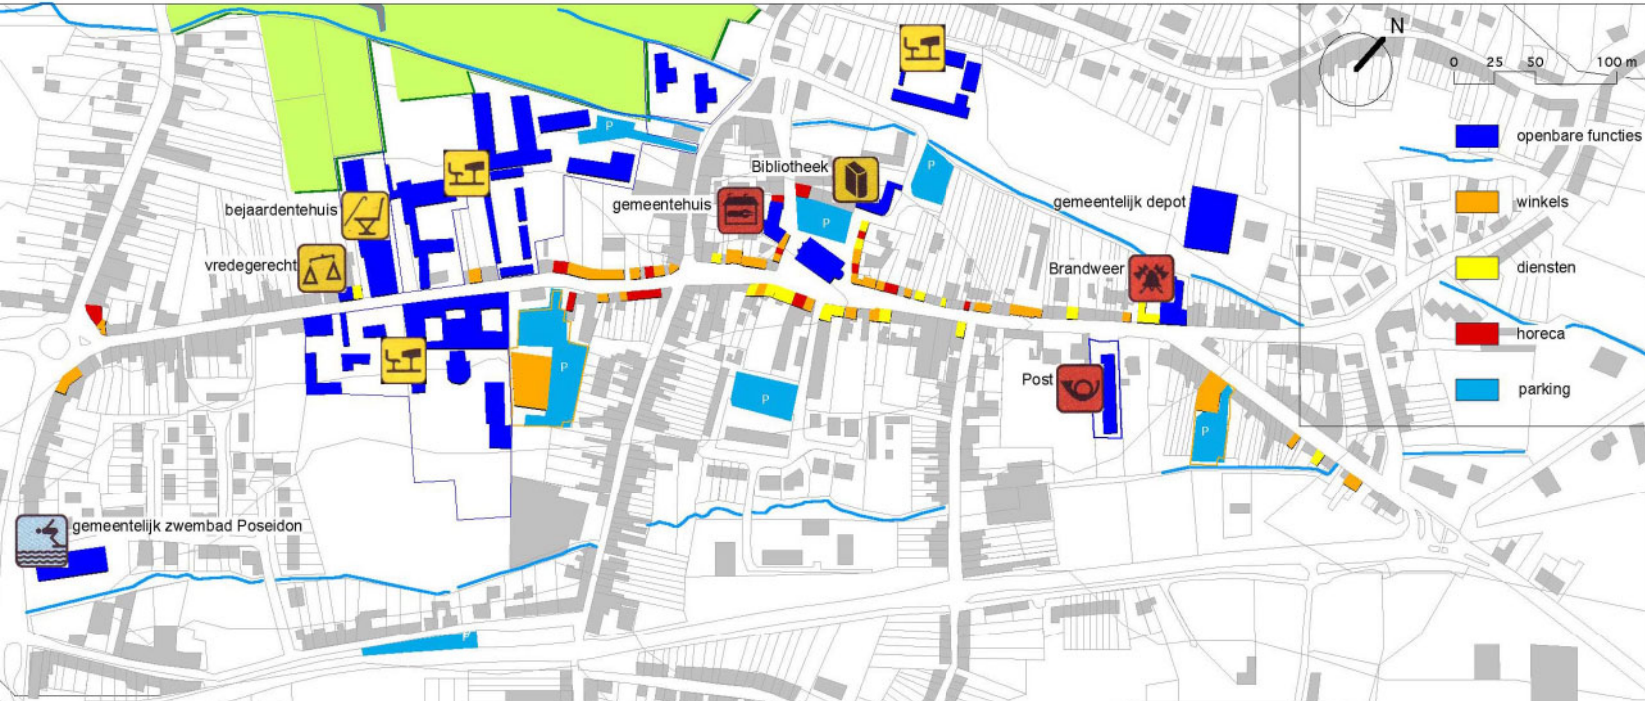 N
0 25 50 100 m
P
openbare functies
Bibliotheek
P
winkels
gemeentehuis
gemeentelijk depot
bejaardentehuis
P
vredegerecht
Brandweer
diensten
horeca
P
Post
parking
P
P
gemeentelijk zwembad Poseidon
P